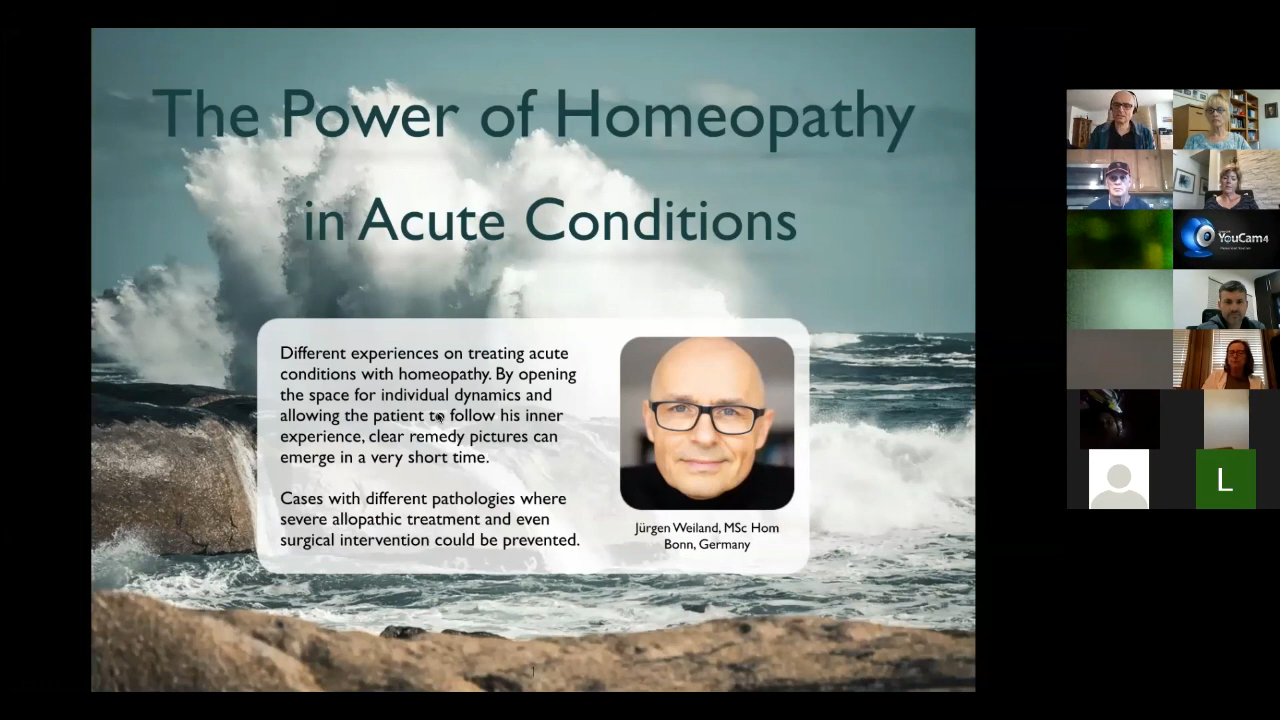 The Power of Homeopathy
in Acute Conditions
Different experiences on treating acute
conditions with homeopathy. By opening
the space for individual dynamics and
allowing the patient to follow his inner
experience, clear remedy pictures can
emerge in a very short time.
Cases with different pathologies where
severe allopathic treatment and even
surgical intervention could be prevented.
Jürgen Weiland, MSc Hom
Bonn, Germany
1
YouCam4
L